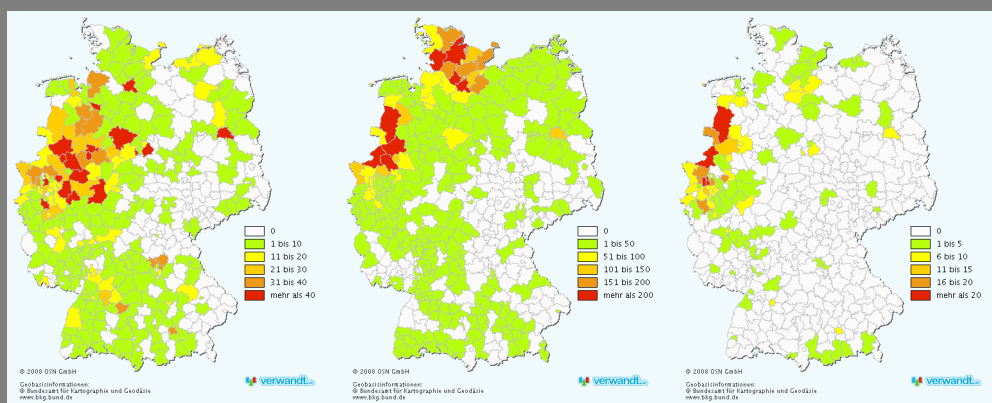 0
1 bis 10
11 bis 20
21 bis 30
31 bis 40
mehr als 40
© 2008 OSN GmbH
Geobasisinformationen:
© Bundesamt für Kartographie und Geodäsie
www.bkg.bund.de
verwandt.de
0
1 bis 50
51 bis 100
101 bis 150
151 bis 200
mehr als 200
© 2008 OSN GmbH
Geobasisinformationen:
© Bundesamt für Kartographie und Geodäsie
www.bkg.bund.de
verwandt.de
0
1 bis 5
6 bis 10
11 bis 15
16 bis 20
mehr als 20
© 2008 OSN GmbH
Geobasisinformationen:
© Bundesamt für Kartographie und Geodäsie
www.bkg.bund.de
verwandt.de